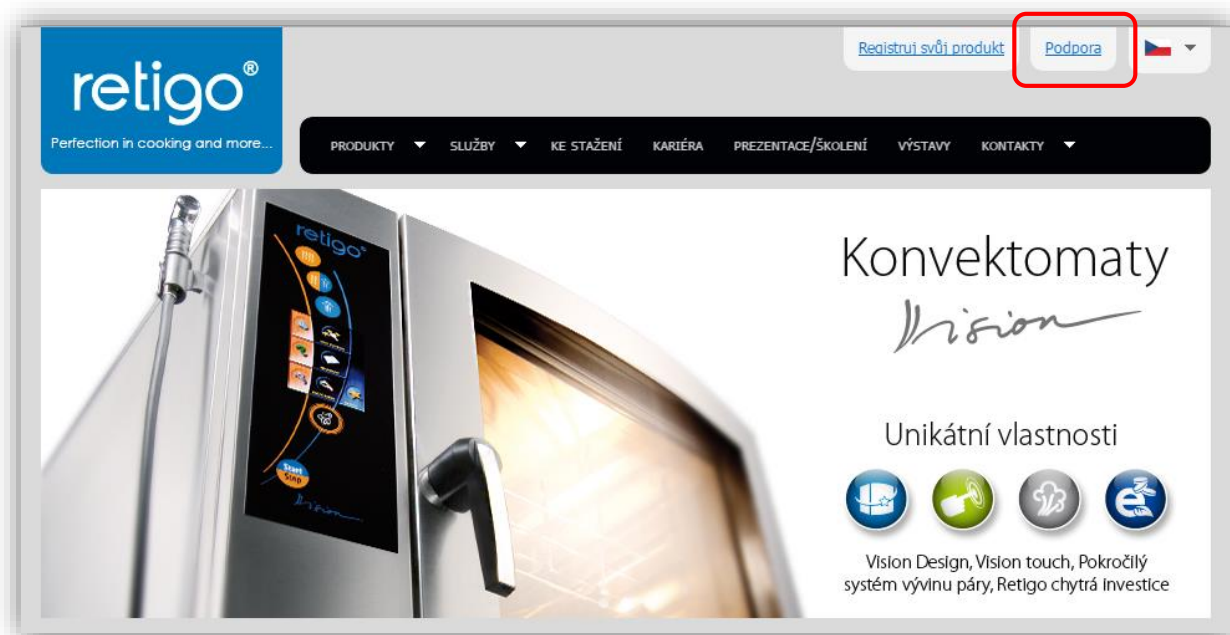 Registruj svůj produkt
Podpora
retigo®
Perfection in cooking and more...
PRODUKTY
SLUŽBY
KE STAŽENÍ
KARIÉRA
PREZENTACE/ŠKOLENÍ
VÝSTAVY
KONTAKTY
retigo®
Start
Stop
Vision
Konvektomaty
Vision
Unikátní vlastnosti
Vision Design, Vision touch, Pokročilý
systém vývinu páry, Retigo chytrá investice